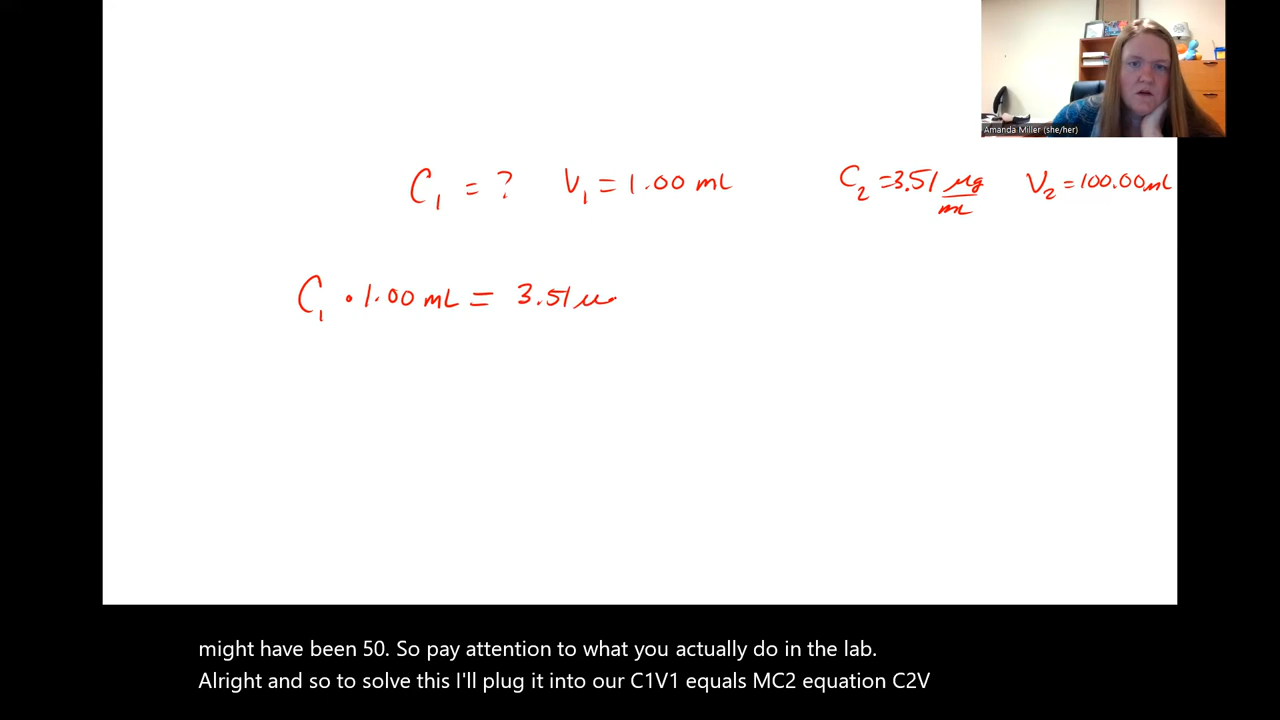 Amanda Miller (she/her)
C₁ = ? V₁ = 1.00 mL C₂ = 3.51 μg/mL V₂ = 100.00 mL
C₁ • 1.00 mL = 3.51 μ
might have been 50. So pay attention to what you actually do in the lab.
Alright and so to solve this I'll plug it into our C1V1 equals MC2 equation C2V